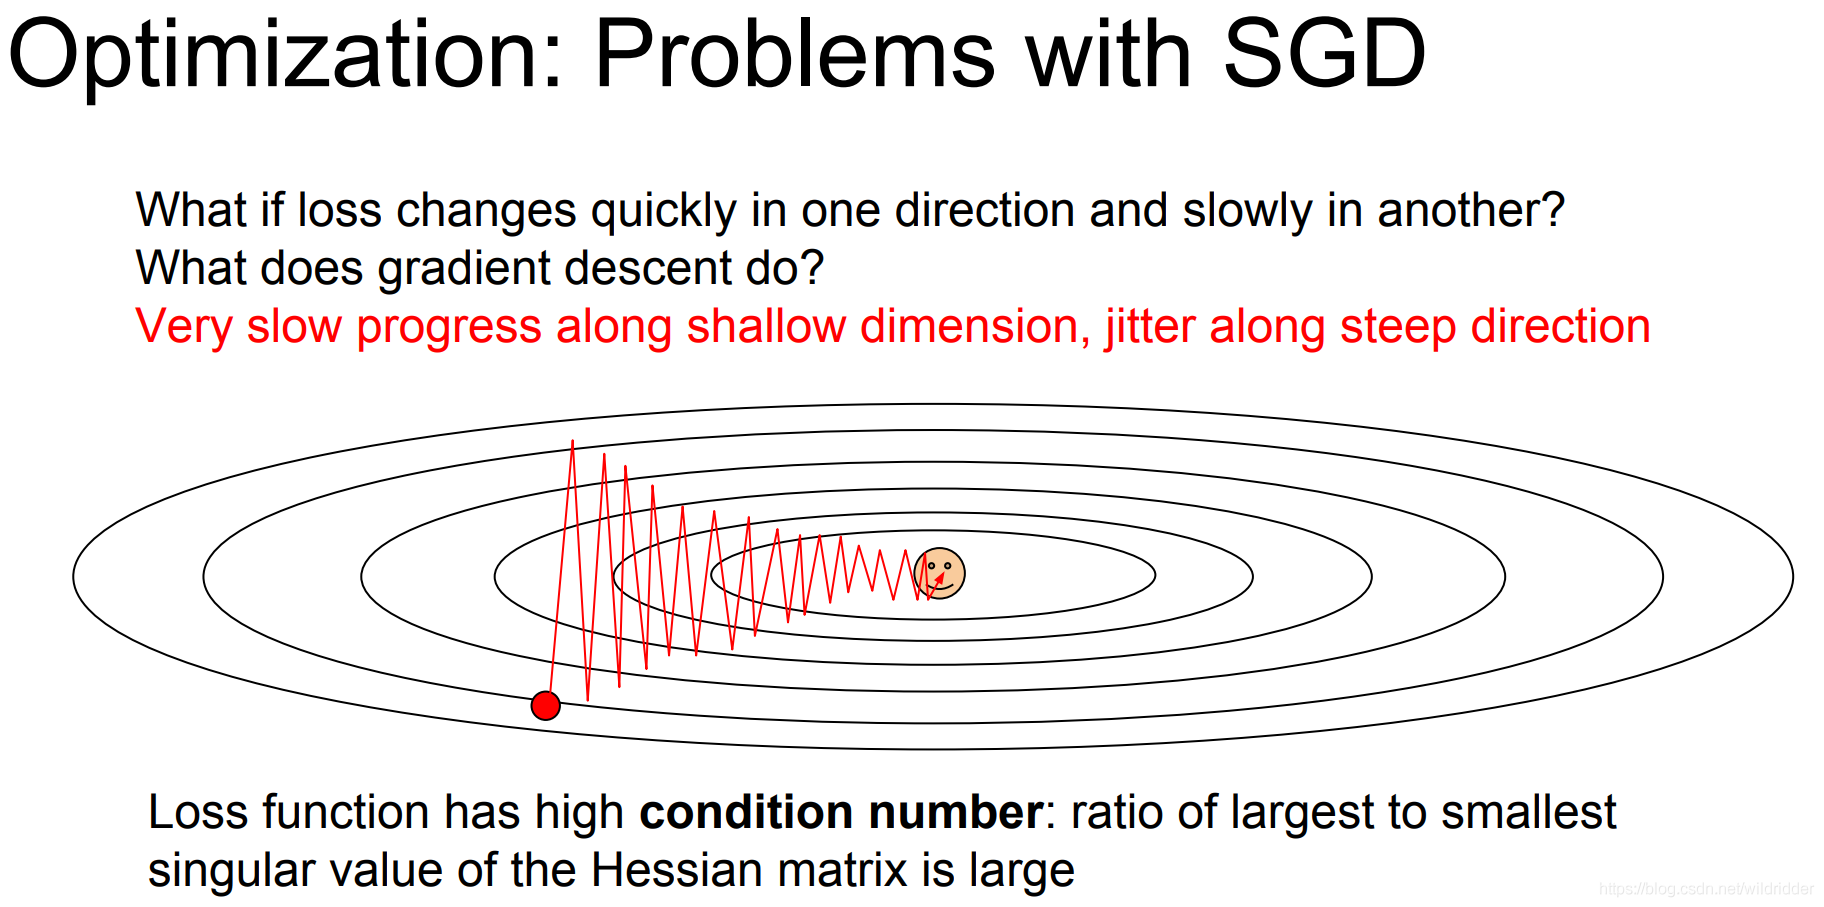 Optimization: Problems with SGD
What if loss changes quickly in one direction and slowly in another?
What does gradient descent do?
Very slow progress along shallow dimension, jitter along steep direction
Loss function has high condition number: ratio of largest to smallest
singular value of the Hessian matrix is large
https://blog.csdn.net/wildridder